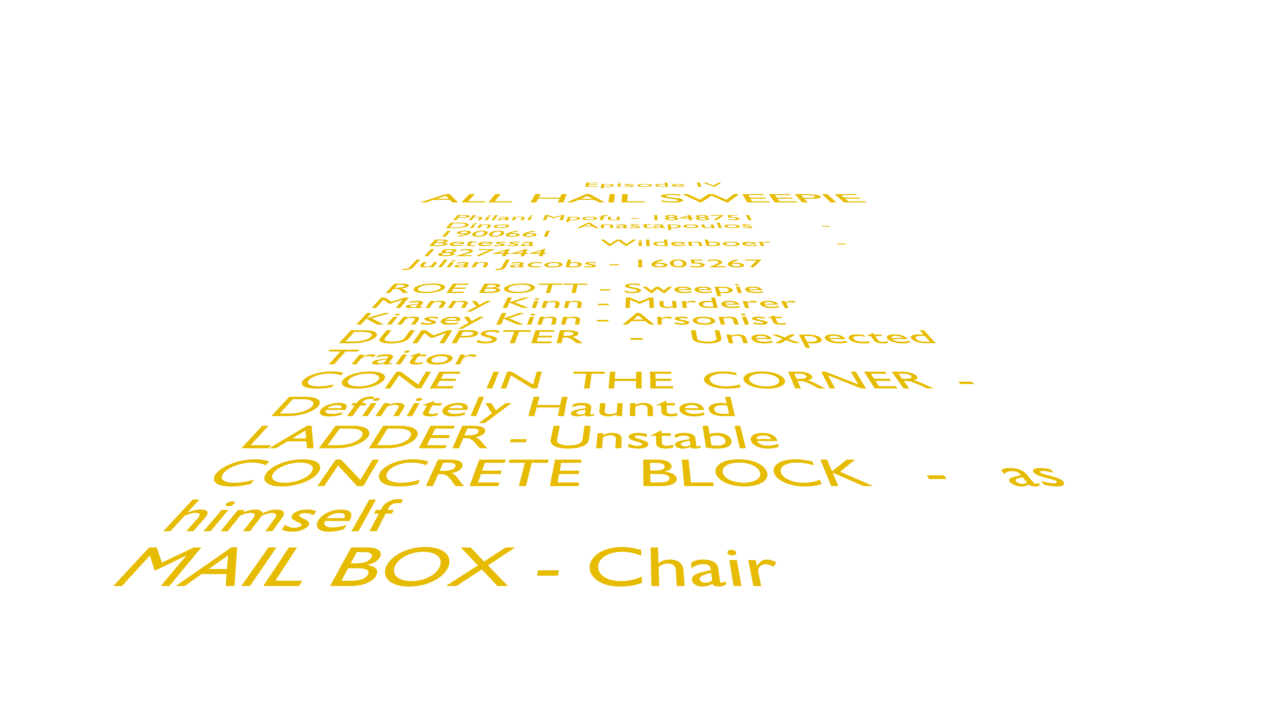 Episode IV
ALL HAIL SWEEPIE
Philani Mpofu - 1848751
Dino Anastapoulos -
1900661
Betessa Wildenboer -
1827444
Julian Jacobs - 1605267
ROE BOTT - Sweepie
Manny Kinn - Murderer
Kinsey Kinn - Arsonist
DUMPSTER - Unexpected
Traitor
CONE IN THE CORNER -
Definitely Haunted
LADDER - Unstable
CONCRETE BLOCK - as
himself
MAIL BOX - Chair